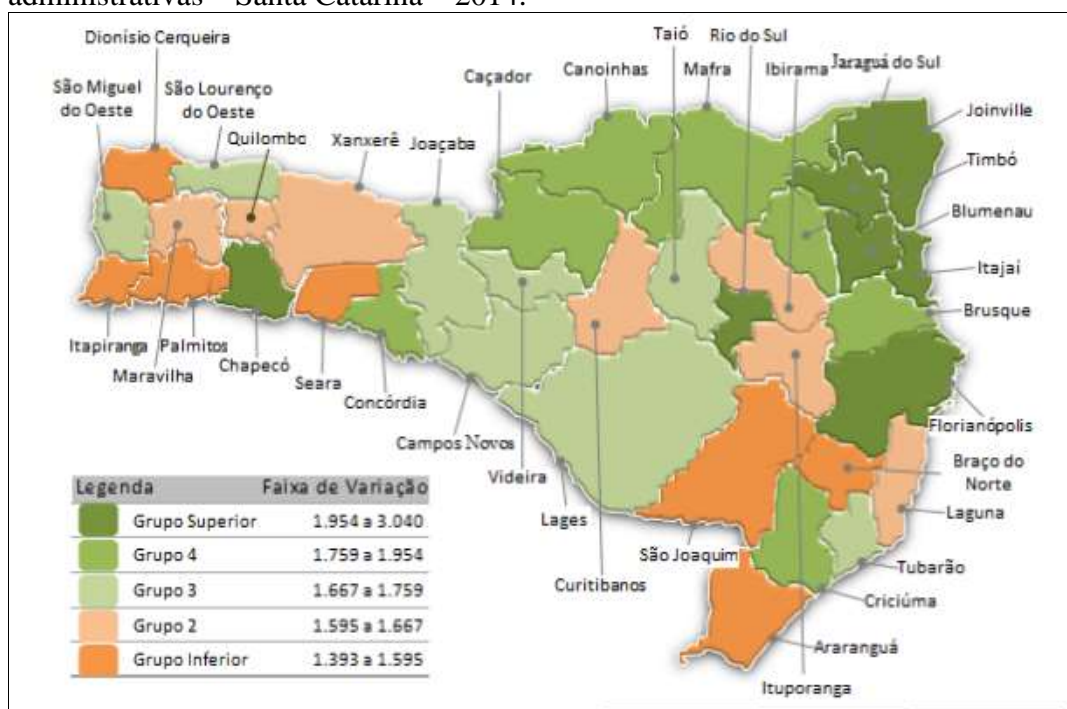 administrativas – Santa Catarina – 2014.
Dionísio Cerqueira
Taió
Rio do Sul
São Miguel
do Oeste
São Lourenço
do Oeste
Caçador
Canoinhas
Mafra
Ibirama
Jaraguá do Sul
Joinville
Quilombo
Xanxerê
Joaçaba
Timbó
Blumenau
Itajaí
Brusque
Itapiranga
Palmitos
Maravilha
Chapecó
Seara
Concórdia
Campos Novos
Videira
Florianópolis
Braço do
Norte
Laguna
Lages
São Joaquim
Curitibanos
Tubarão
Criciúma
Araranguá
Ituporanga
Legenda Faixa de Variação
Grupo Superior 1.954 a 3.040
Grupo 4 1.759 a 1.954
Grupo 3 1.667 a 1.759
Grupo 2 1.595 a 1.667
Grupo Inferior 1.393 a 1.595